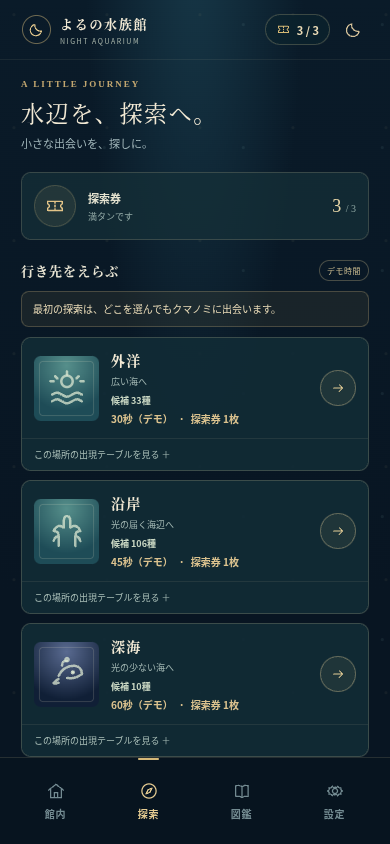 よるの水族館
NIGHT AQUARIUM
3 / 3
A LITTLE JOURNEY
水辺を、探索へ。
小さな出会いを、探しに。
探索券
満タンです
3 / 3
行き先をえらぶ
デモ時間
最初の探索は、どこを選んでもクマノミに出会います。
外洋
広い海へ
候補 33種
30秒（デモ） ・ 探索券 1枚
この場所の出現テーブルを見る ＋
沿岸
光の届く海辺へ
候補 106種
45秒（デモ） ・ 探索券 1枚
この場所の出現テーブルを見る ＋
深海
光の少ない海へ
候補 10種
60秒（デモ） ・ 探索券 1枚
この場所の出現テーブルを見る ＋
館内
探索
図鑑
設定